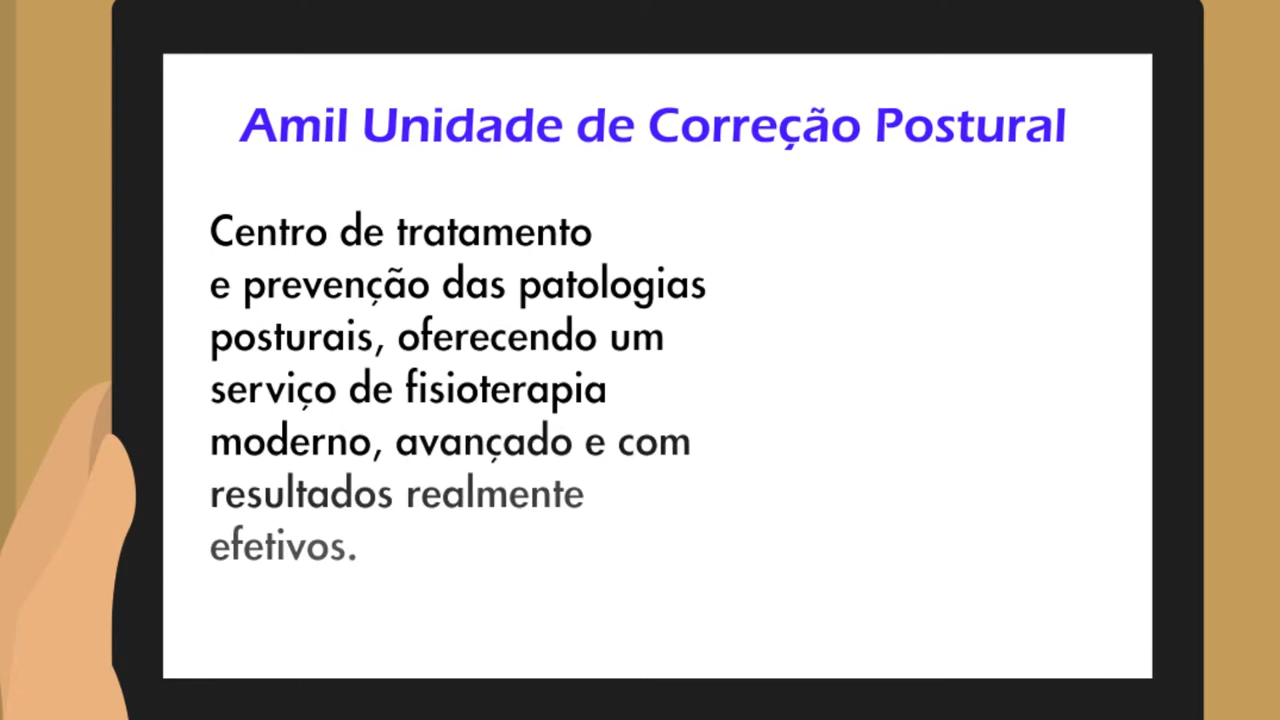 Amil Unidade de Correção Postural
Centro de tratamento
e prevenção das patologias
posturais, oferecendo um
serviço de fisioterapia
moderno, avançado e com
resultados realmente
efetivos.